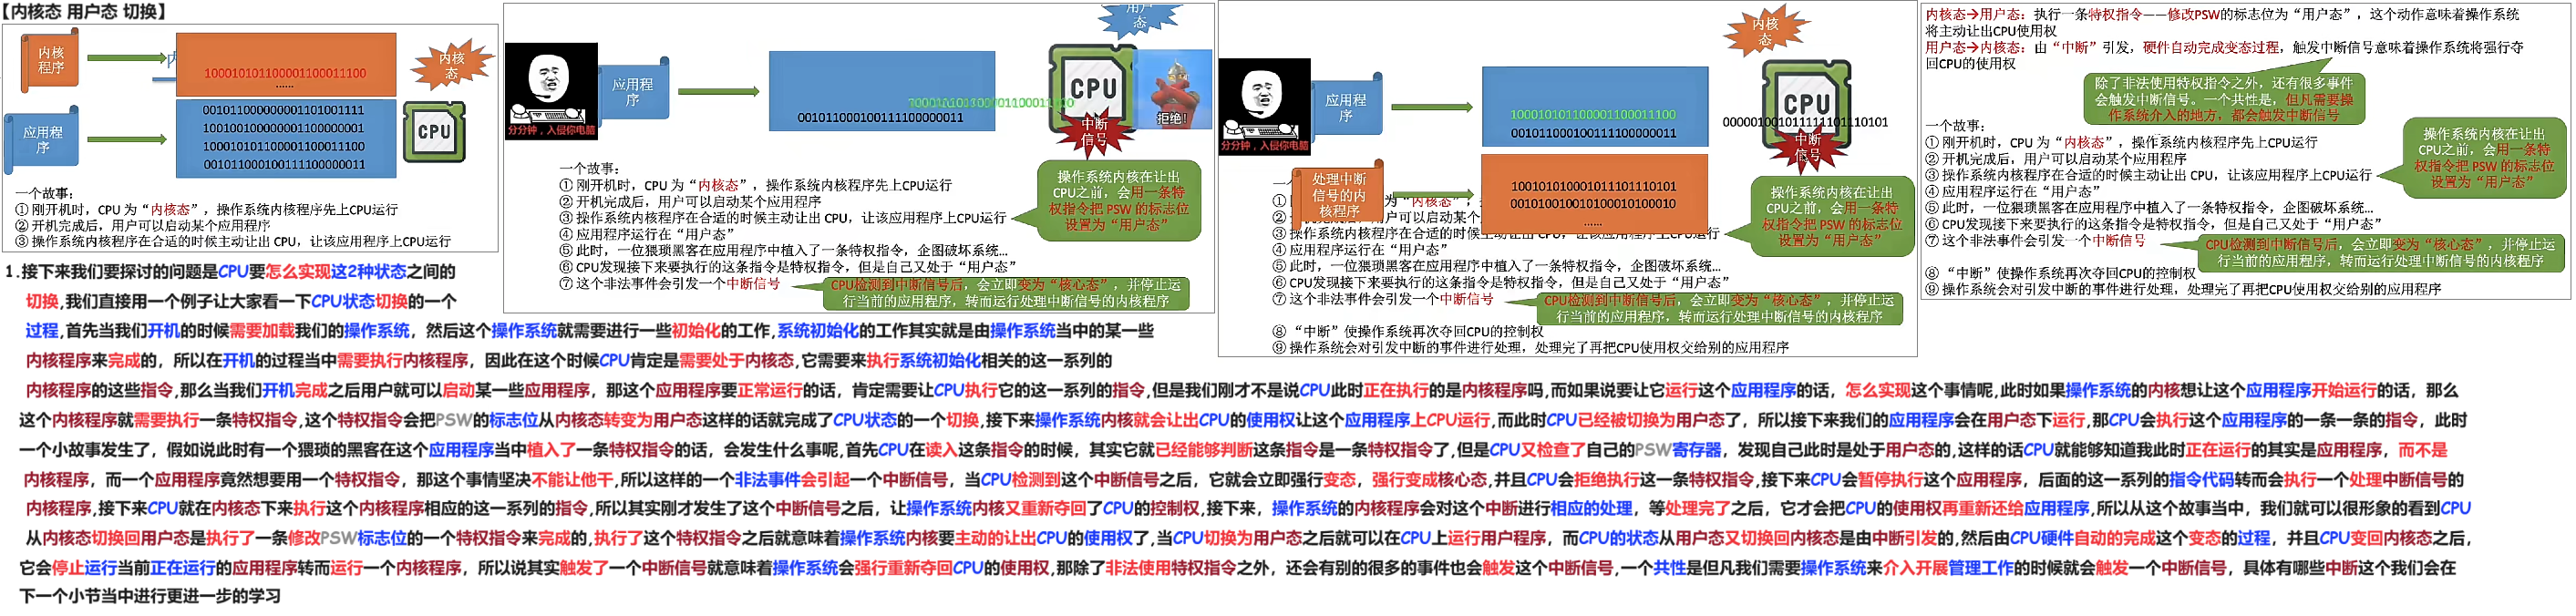 【内核态 用户态 切换】
内核
程序
100010101100001100011100
......
内核
态
应用程
序
001011000000001101001111
100100100000001100000001
100010101100001100011100
001011000100111100000011
CPU
一个故事：
① 刚开机时，CPU 为“内核态”，操作系统内核程序先上CPU运行
② 开机完成后，用户可以启动某个应用程序
③ 操作系统内核程序在合适的时候主动让出 CPU，让该应用程序上CPU运行
用户
态
分分钟，入侵你电脑
应用程
序
001011000100111100000011
CPU
中断
信号
拒绝！
一个故事：
① 刚开机时，CPU 为“内核态”，操作系统内核程序先上CPU运行
② 开机完成后，用户可以启动某个应用程序
③ 操作系统内核程序在合适的时候主动让出 CPU，让该应用程序上CPU运行
④ 应用程序运行在“用户态”
⑤ 此时，一位猥琐黑客在应用程序中植入了一条特权指令，企图破坏系统...
⑥ CPU发现接下来要执行的这条指令是特权指令，但是自己又处于“用户态”
⑦ 这个非法事件会引发一个中断信号
操作系统内核在让出
CPU之前，会用一条特
权指令把 PSW 的标志位
设置为“用户态”
CPU检测到中断信号后，会立即变为“核心态”，并停止运
行当前的应用程序，转而运行处理中断信号的内核程序
内核
态
分分钟，入侵你电脑
应用程
序
100010101100001100011100
001011000100111100000011
CPU
中断
信号
处理中断
信号的内
核程序
100101010001011101110101
001010010010100010100010
......
为“内核态”，
用户可以启动某个
③ 操作系统内核程序在合适的时候主动让出 CPU，让该应用程序上CPU运行
④ 应用程序运行在“用户态”
⑤ 此时，一位猥琐黑客在应用程序中植入了一条特权指令，企图破坏系统...
⑥ CPU发现接下来要执行的这条指令是特权指令，但是自己又处于“用户态”
⑦ 这个非法事件会引发一个中断信号
⑧ “中断”使操作系统再次夺回CPU的控制权
⑨ 操作系统会对引发中断的事件进行处理，处理完了再把CPU使用权交给别的应用程序
操作系统内核在让出
CPU之前，会用一条特
权指令把 PSW 的标志位
设置为“用户态”
CPU检测到中断信号后，会立即变为“核心态”，并停止运
行当前的应用程序，转而运行处理中断信号的内核程序
内核态→用户态：执行一条特权指令——修改PSW的标志位为“用户态”，这个动作意味着操作系统
将主动让出CPU使用权
用户态→内核态：由“中断”引发，硬件自动完成变态过程，触发中断信号意味着操作系统将强行夺
回CPU的使用权
除了非法使用特权指令之外，还有很多事件
会触发中断信号。一个共性是，但凡需要操
作系统介入的地方，都会触发中断信号
一个故事：
① 刚开机时，CPU 为“内核态”，操作系统内核程序先上CPU运行
② 开机完成后，用户可以启动某个应用程序
③ 操作系统内核程序在合适的时候主动让出 CPU，让该应用程序上CPU运行
④ 应用程序运行在“用户态”
⑤ 此时，一位猥琐黑客在应用程序中植入了一条特权指令，企图破坏系统...
⑥ CPU发现接下来要执行的这条指令是特权指令，但是自己又处于“用户态”
⑦ 这个非法事件会引发一个中断信号
⑧ “中断”使操作系统再次夺回CPU的控制权
⑨ 操作系统会对引发中断的事件进行处理，处理完了再把CPU使用权交给别的应用程序
操作系统内核在让出
CPU之前，会用一条特
权指令把 PSW 的标志位
设置为“用户态”
CPU检测到中断信号后，会立即变为“核心态”，并停止运
行当前的应用程序，转而运行处理中断信号的内核程序
1.接下来我们要探讨的问题是CPU要怎么实现这2种状态之间的
切换,我们直接用一个例子让大家看一下CPU状态切换的一个
过程,首先当我们开机的时候需要加载我们的操作系统，然后这个操作系统就需要进行一些初始化的工作,系统初始化的工作其实就是由操作系统当中的某一些
内核程序来完成的，所以在开机的过程当中需要执行内核程序，因此在这个时候CPU肯定是需要处于内核态,它需要来执行系统初始化相关的这一系列的
内核程序的这些指令,那么当我们开机完成之后用户就可以启动某一些应用程序，那这个应用程序要正常运行的话，肯定需要让CPU执行它的这一系列的指令,但是我们刚才不是说CPU此时正在执行的是内核程序吗,而如果说要让它运行这个应用程序的话，怎么实现这个事情呢,此时如果操作系统的内核想让这个应用程序开始运行的话，那么
这个内核程序就需要执行一条特权指令,这个特权指令会把PSW的标志位从内核态转变为用户态这样的话就完成了CPU状态的一个切换,接下来操作系统内核就会让出CPU的使用权让这个应用程序上CPU运行,而此时CPU已经被切换为用户态了，所以接下来我们的应用程序会在用户态下运行,那CPU会执行这个应用程序的一条一条的指令，此时
一个小故事发生了，假如说此时有一个猥琐的黑客在这个应用程序当中植入了一条特权指令的话，会发生什么事呢,首先CPU在读入这条指令的时候，其实它就已经能够判断这条指令是一条特权指令了,但是CPU又检查了自己的PSW寄存器，发现自己此时是处于用户态的,这样的话CPU就能够知道我此时正在运行的其实是应用程序，而不是
内核程序，而一个应用程序竟然想要用一个特权指令，那这个事情坚决不能让他干,所以这样的一个非法事件会引起一个中断信号，当CPU检测到这个中断信号之后，它就会立即强行变态，强行变成核心态,并且CPU会拒绝执行这一条特权指令,接下来CPU会暂停执行这个应用程序，后面的这一系列的指令代码转而会执行一个处理中断信号的
内核程序,接下来CPU就在内核态下来执行这个内核程序相应的这一系列的指令,所以其实刚才发生了这个中断信号之后，让操作系统内核又重新夺回了CPU的控制权,接下来，操作系统的内核程序会对这个中断进行相应的处理，等处理完了之后，它才会把CPU的使用权再重新还给应用程序,所以从这个故事当中，我们就可以很形象的看到CPU
从内核态切换回用户态是执行了一条修改PSW标志位的一个特权指令来完成的,执行了这个特权指令之后就意味着操作系统内核要主动的让出CPU的使用权了,当CPU切换为用户态之后就可以在CPU上运行用户程序，而CPU的状态从用户态又切换回内核态是由中断引发的,然后由CPU硬件自动的完成这个变态的过程，并且CPU变回内核态之后，
它会停止运行当前正在运行的应用程序转而运行一个内核程序，所以说其实触发了一个中断信号就意味着操作系统会强行重新夺回CPU的使用权,那除了非法使用特权指令之外，还会有别的很多的事件也会触发这个中断信号,一个共性是但凡我们需要操作系统来介入开展管理工作的时候就会触发一个中断信号，具体有哪些中断这个我们会在
下一个小节当中进行更进一步的学习